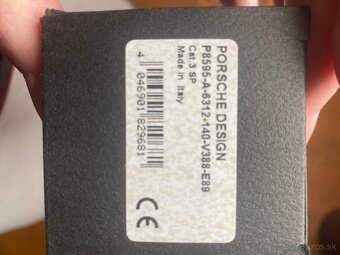 PORSCHE DESIGN
P8595-A-6312-140-V388-E89
Cat.3 SP
Made in Italy
4 046901 829681
CE